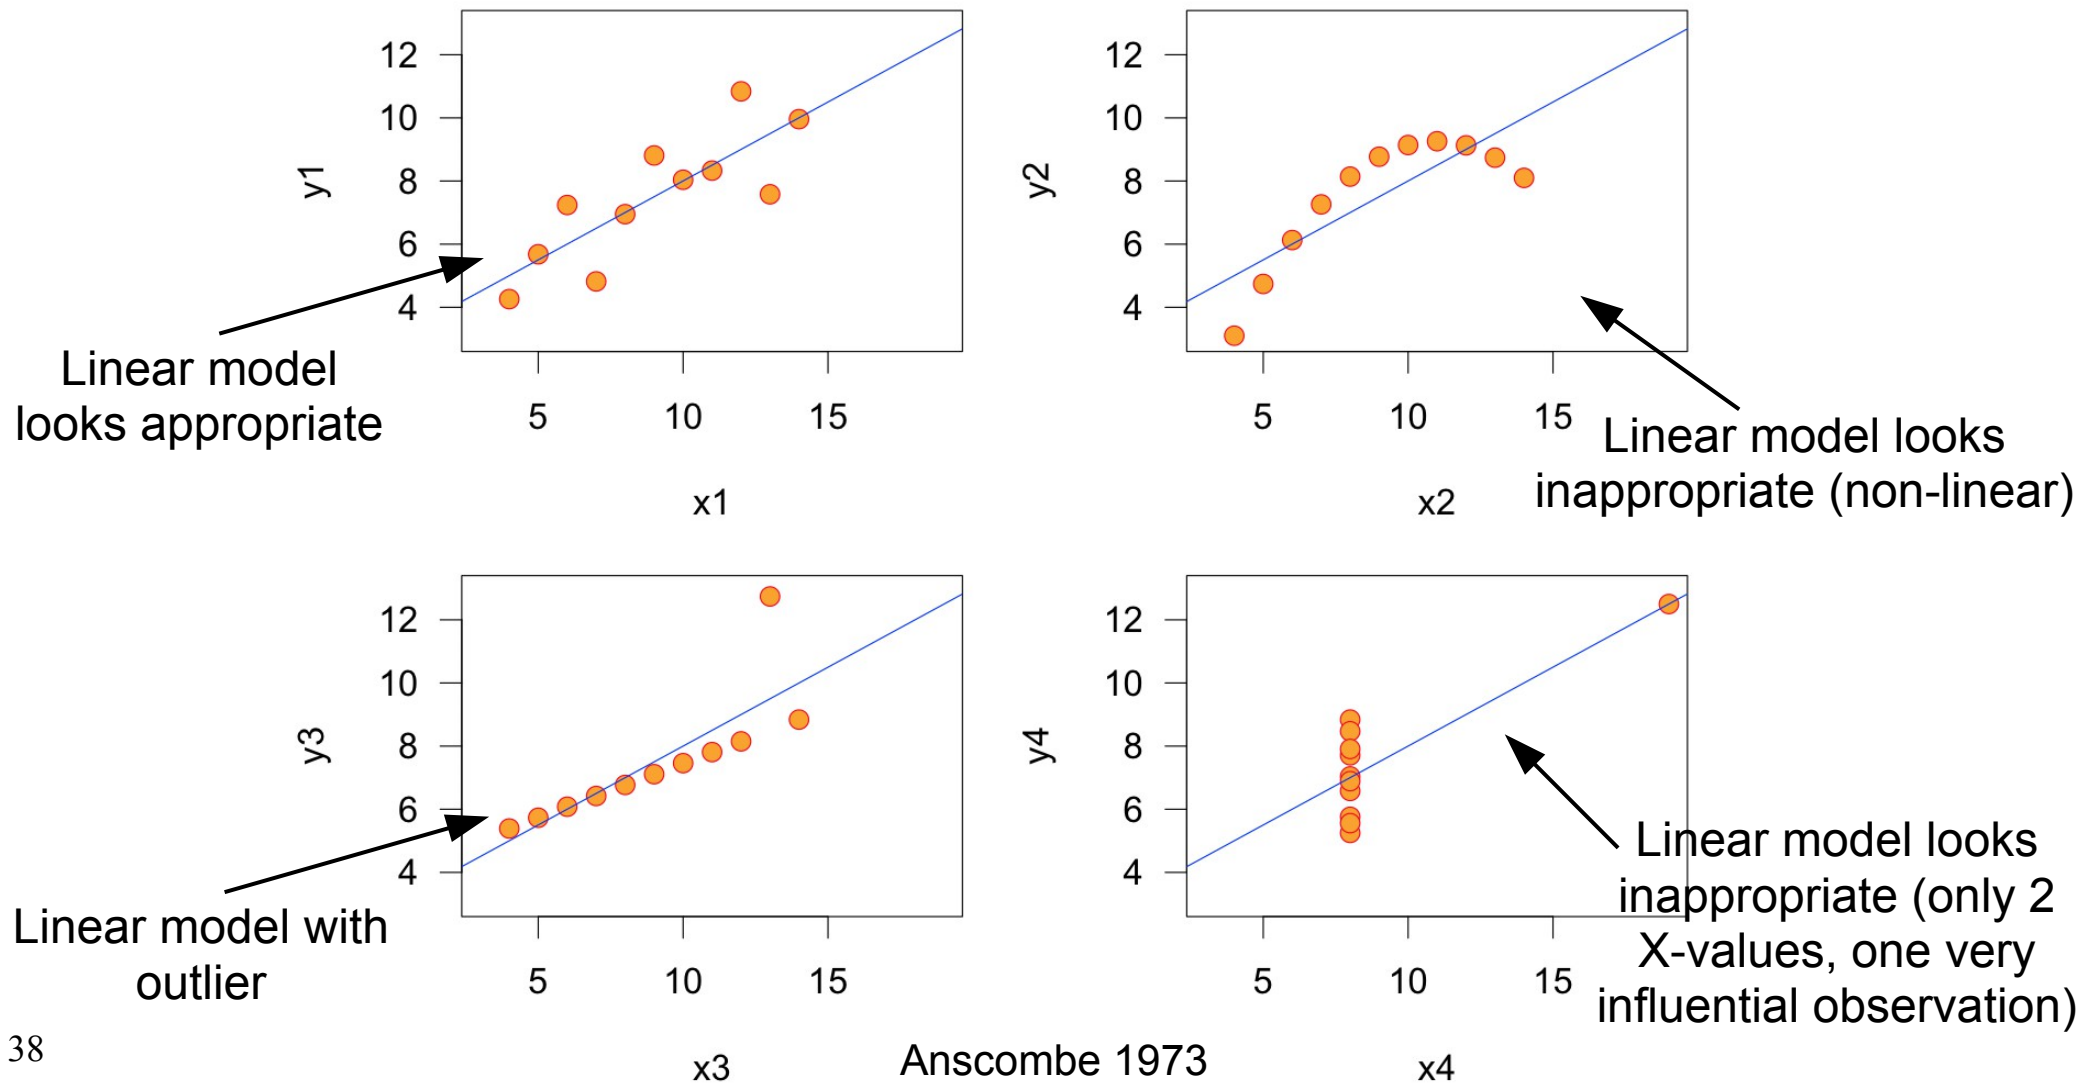 12
10
8
6
4
y1
5
10
15
x1
Linear model
looks appropriate
12
10
8
6
4
y2
5
10
15
x2
Linear model looks
inappropriate (non-linear)
12
10
8
6
4
y3
5
10
15
x3
Linear model with
outlier
12
10
8
6
4
y4
5
10
15
x4
Linear model looks
inappropriate (only 2
X-values, one very
influential observation)
38
Anscombe 1973